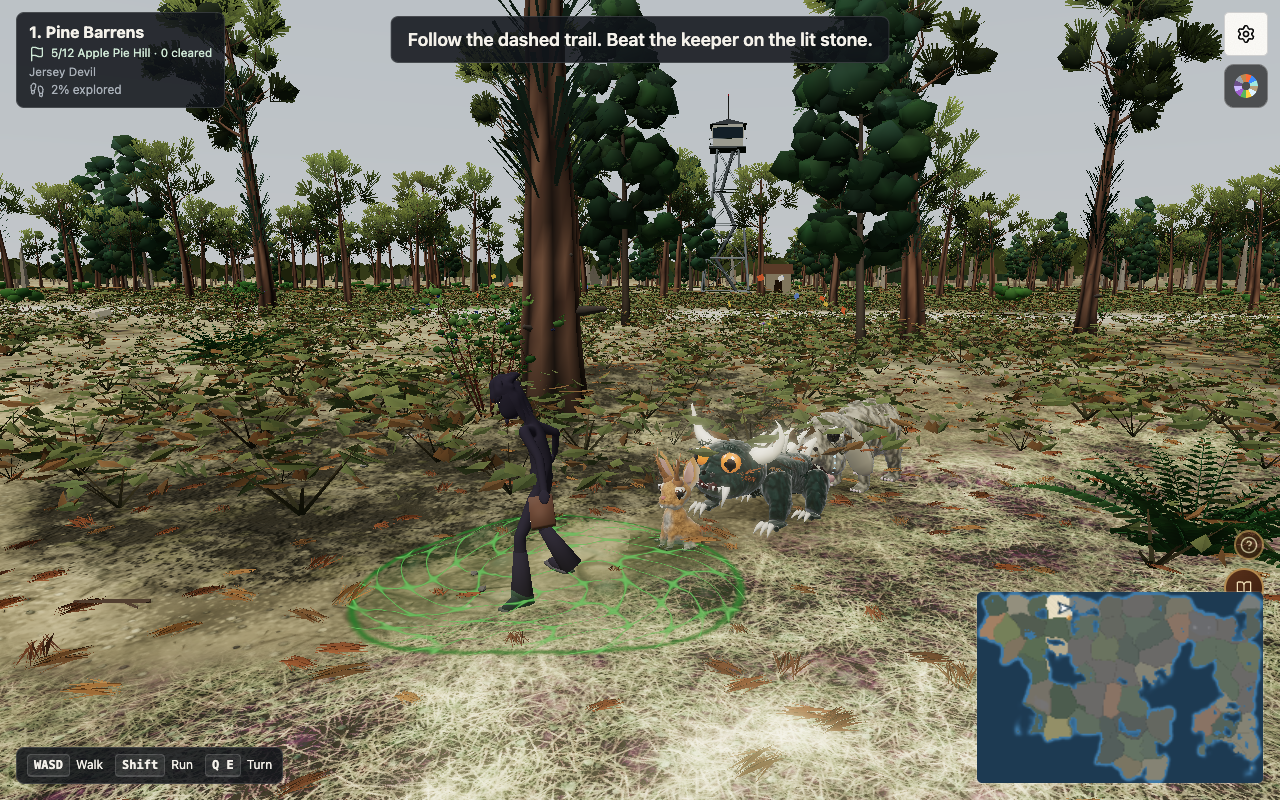 1. Pine Barrens
5/12 Apple Pie Hill · 0 cleared
Jersey Devil
2% explored
Follow the dashed trail. Beat the keeper on the lit stone.
WASD Walk Shift Run Q E Turn